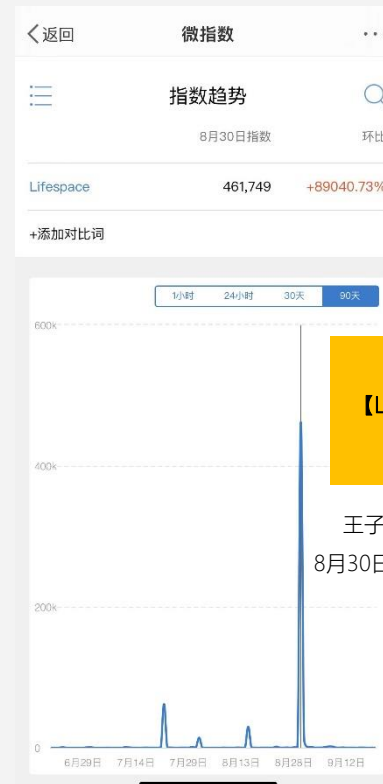 返回
微指数
指数趋势
8月30日指数
环比
Lifespace
461,749
+89040.73%
+添加对比词
1小时
24小时
30天
90天
600k
400k
200k
0
【L
王子
8月30日
6月29日
7月14日
7月29日
8月13日
8月28日
9月12日